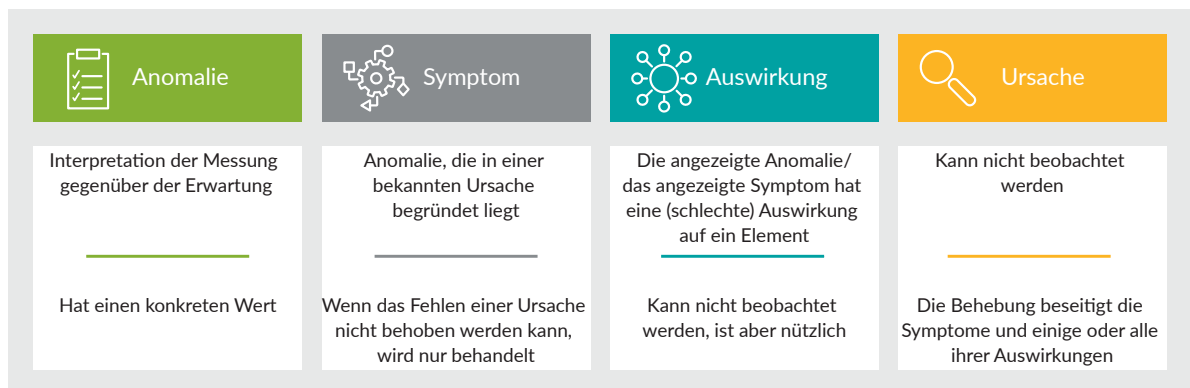 Anomalie
Interpretation der Messung
gegenüber der Erwartung
Hat einen konkreten Wert
Symptom
Anomalie, die in einer
bekannten Ursache
begründet liegt
Wenn das Fehlen einer Ursache
nicht behoben werden kann,
wird nur behandelt
Auswirkung
Die angezeigte Anomalie/
das angezeigte Symptom hat
eine (schlechte) Auswirkung
auf ein Element
Kann nicht beobachtet
werden, ist aber nützlich
Ursache
Kann nicht beobachtet
werden
Die Behebung beseitigt die
Symptome und einige oder alle
ihrer Auswirkungen